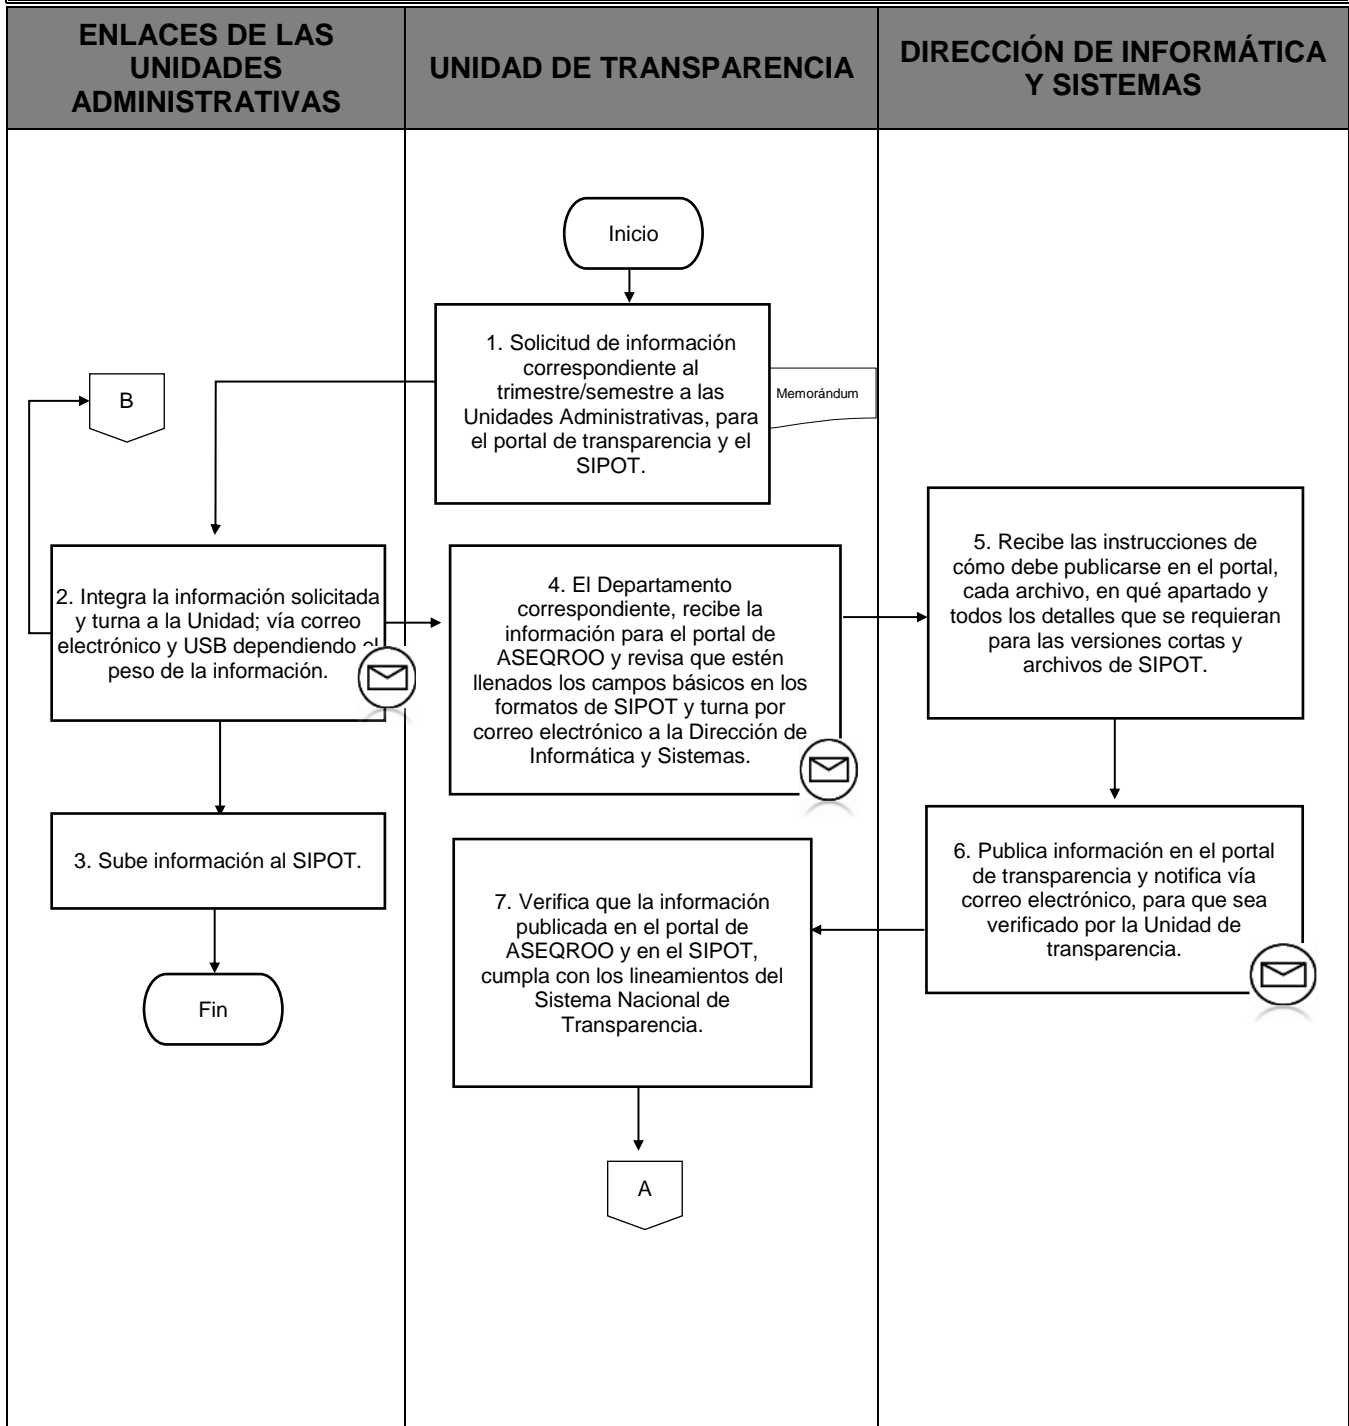 ENLACES DE LAS
UNIDADES
ADMINISTRATIVAS
UNIDAD DE TRANSPARENCIA
DIRECCIÓN DE INFORMÁTICA
Y SISTEMAS
Inicio
1. Solicitud de información
correspondiente al
trimestre/semestre a las
Unidades Administrativas, para
el portal de transparencia y el
SIPOT.
Memorándum
B
2. Integra la información solicitada
y turna a la Unidad; vía correo
electrónico y USB dependiendo el
peso de la información.
3. Sube información al SIPOT.
Fin
4. El Departamento
correspondiente, recibe la
información para el portal de
ASEQROO y revisa que estén
llenados los campos básicos en los
formatos de SIPOT y turna por
correo electrónico a la Dirección de
Informática y Sistemas.
5. Recibe las instrucciones de
cómo debe publicarse en el portal,
cada archivo, en qué apartado y
todos los detalles que se requieran
para las versiones cortas y
archivos de SIPOT.
6. Publica información en el portal
de transparencia y notifica vía
correo electrónico, para que sea
verificado por la Unidad de
transparencia.
7. Verifica que la información
publicada en el portal de
ASEQROO y en el SIPOT,
cumpla con los lineamientos del
Sistema Nacional de
Transparencia.
A